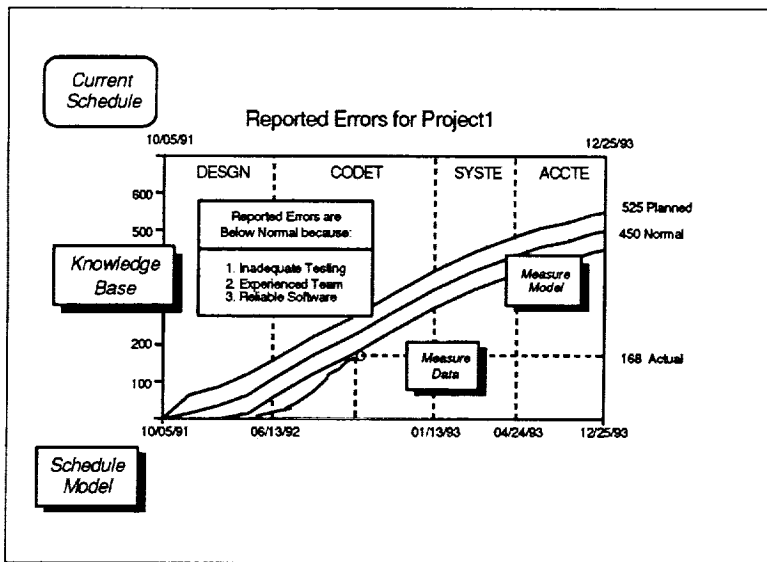 Current
Schedule
Reported Errors for Project1
10/05/91
12/25/93
DESGN
CODET
SYSTE
ACCTE
600
500
200
100
Reported Errors are
Below Normal because:
1. Inadequate Testing
2. Experienced Team
3. Reliable Software
525 Planned
450 Normal
Knowledge
Base
Measure
Model
Measure
Data
168 Actual
10/05/91
06/13/92
01/13/93
04/24/93
12/25/93
Schedule
Model